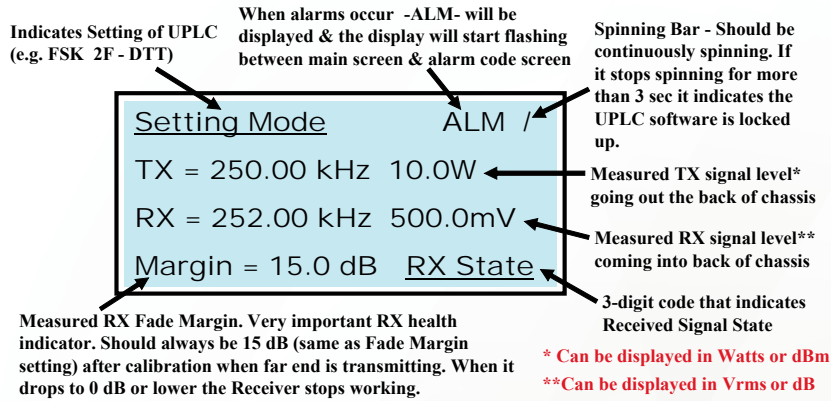 Indicates Setting of UPLC
(e.g. FSK 2F - DTT)
When alarms occur -ALM- will be
displayed & the display will start flashing
between main screen & alarm code screen
Spinning Bar - Should be
continuously spinning. If
it stops spinning for more
than 3 sec it indicates the
UPLC software is locked
up.
Setting Mode ALM /
TX = 250.00 kHz 10.0W
RX = 252.00 kHz 500.0mV
Margin = 15.0 dB RX State
Measured TX signal level*
going out the back of chassis
Measured RX signal level**
coming into back of chassis
3-digit code that indicates
Received Signal State
Measured RX Fade Margin. Very important RX health
indicator. Should always be 15 dB (same as Fade Margin
setting) after calibration when far end is transmitting. When it
drops to 0 dB or lower the Receiver stops working.
* Can be displayed in Watts or dBm
**Can be displayed in Vrms or dB